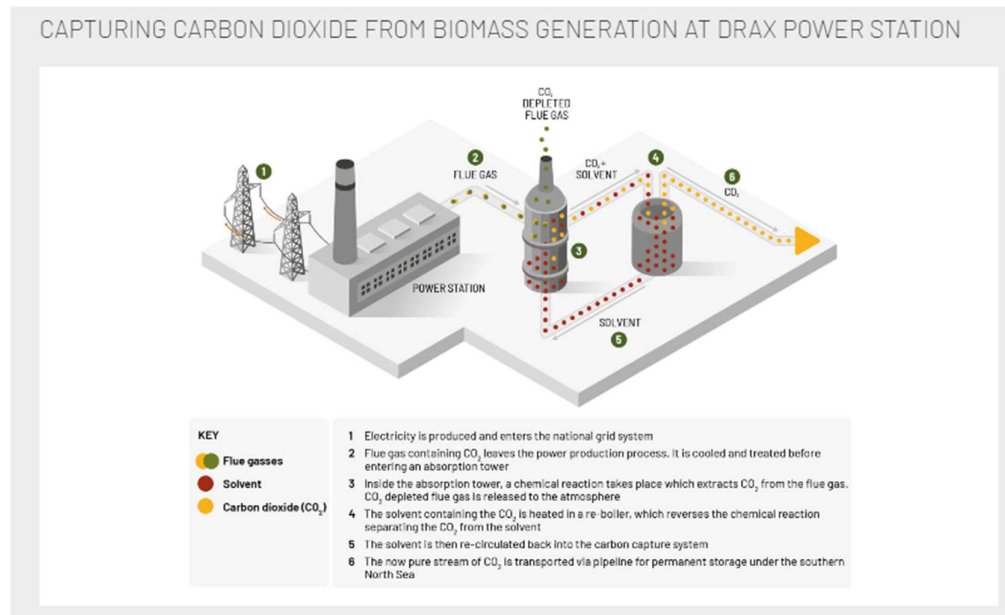 CAPTURING CARBON DIOXIDE FROM BIOMASS GENERATION AT DRAX POWER STATION
CO₂
DEPLETED
FLUE GAS
1
2
FLUE GAS
CO₂ +
SOLVENT
4
6
CO₂
3
POWER STATION
SOLVENT
5
KEY
Flue gasses
Solvent
Carbon dioxide (CO₂)
1 Electricity is produced and enters the national grid system
2 Flue gas containing CO₂ leaves the power production process. It is cooled and treated before
entering an absorption tower
3 Inside the absorption tower, a chemical reaction takes place which extracts CO₂ from the flue gas.
CO₂ depleted flue gas is released to the atmosphere
4 The solvent containing the CO₂ is heated in a re-boiler, which reverses the chemical reaction
separating the CO₂ from the solvent
5 The solvent is then re-circulated back into the carbon capture system
6 The now pure stream of CO₂ is transported via pipeline for permanent storage under the southern
North Sea